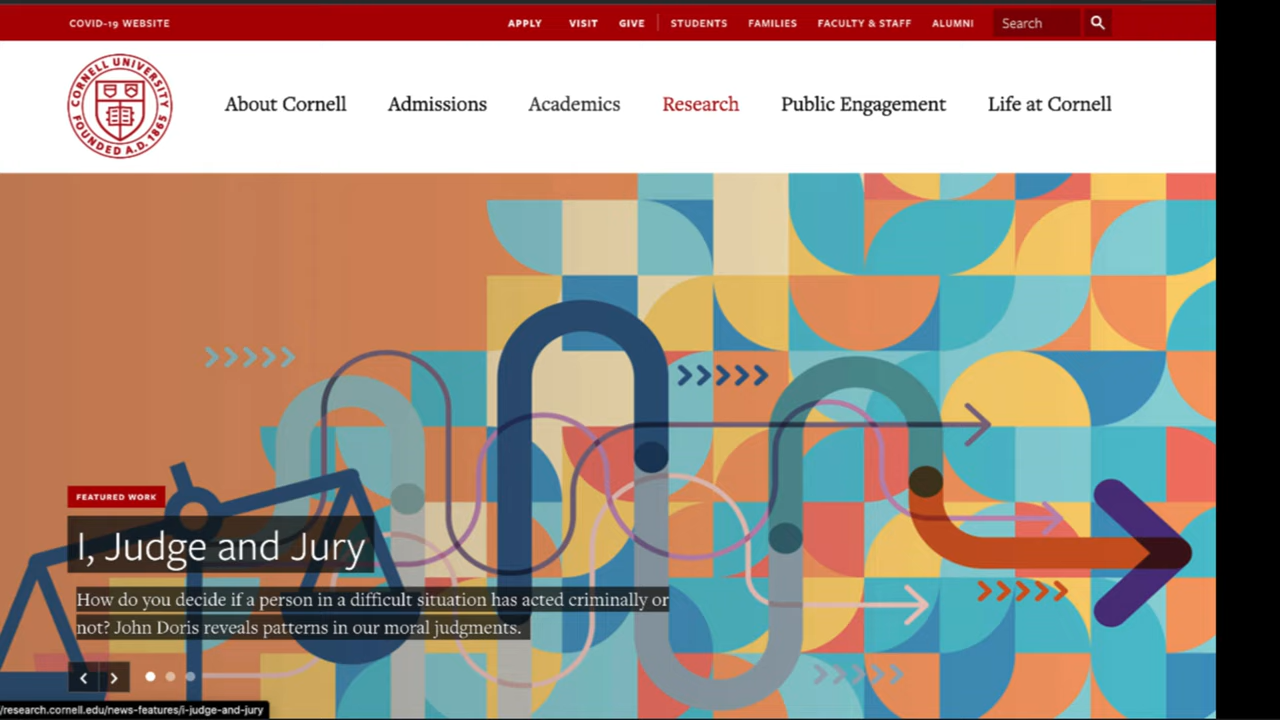 COVID-19 WEBSITE
APPLY VISIT GIVE STUDENTS FAMILIES FACULTY & STAFF ALUMNI Search
CORNELL UNIVERSITY
FOUNDED A.D. 1865
About Cornell Admissions Academics Research Public Engagement Life at Cornell
FEATURED WORK
I, Judge and Jury
How do you decide if a person in a difficult situation has acted criminally or
not? John Doris reveals patterns in our moral judgments.
/research.cornell.edu/news-features/i-judge-and-jury